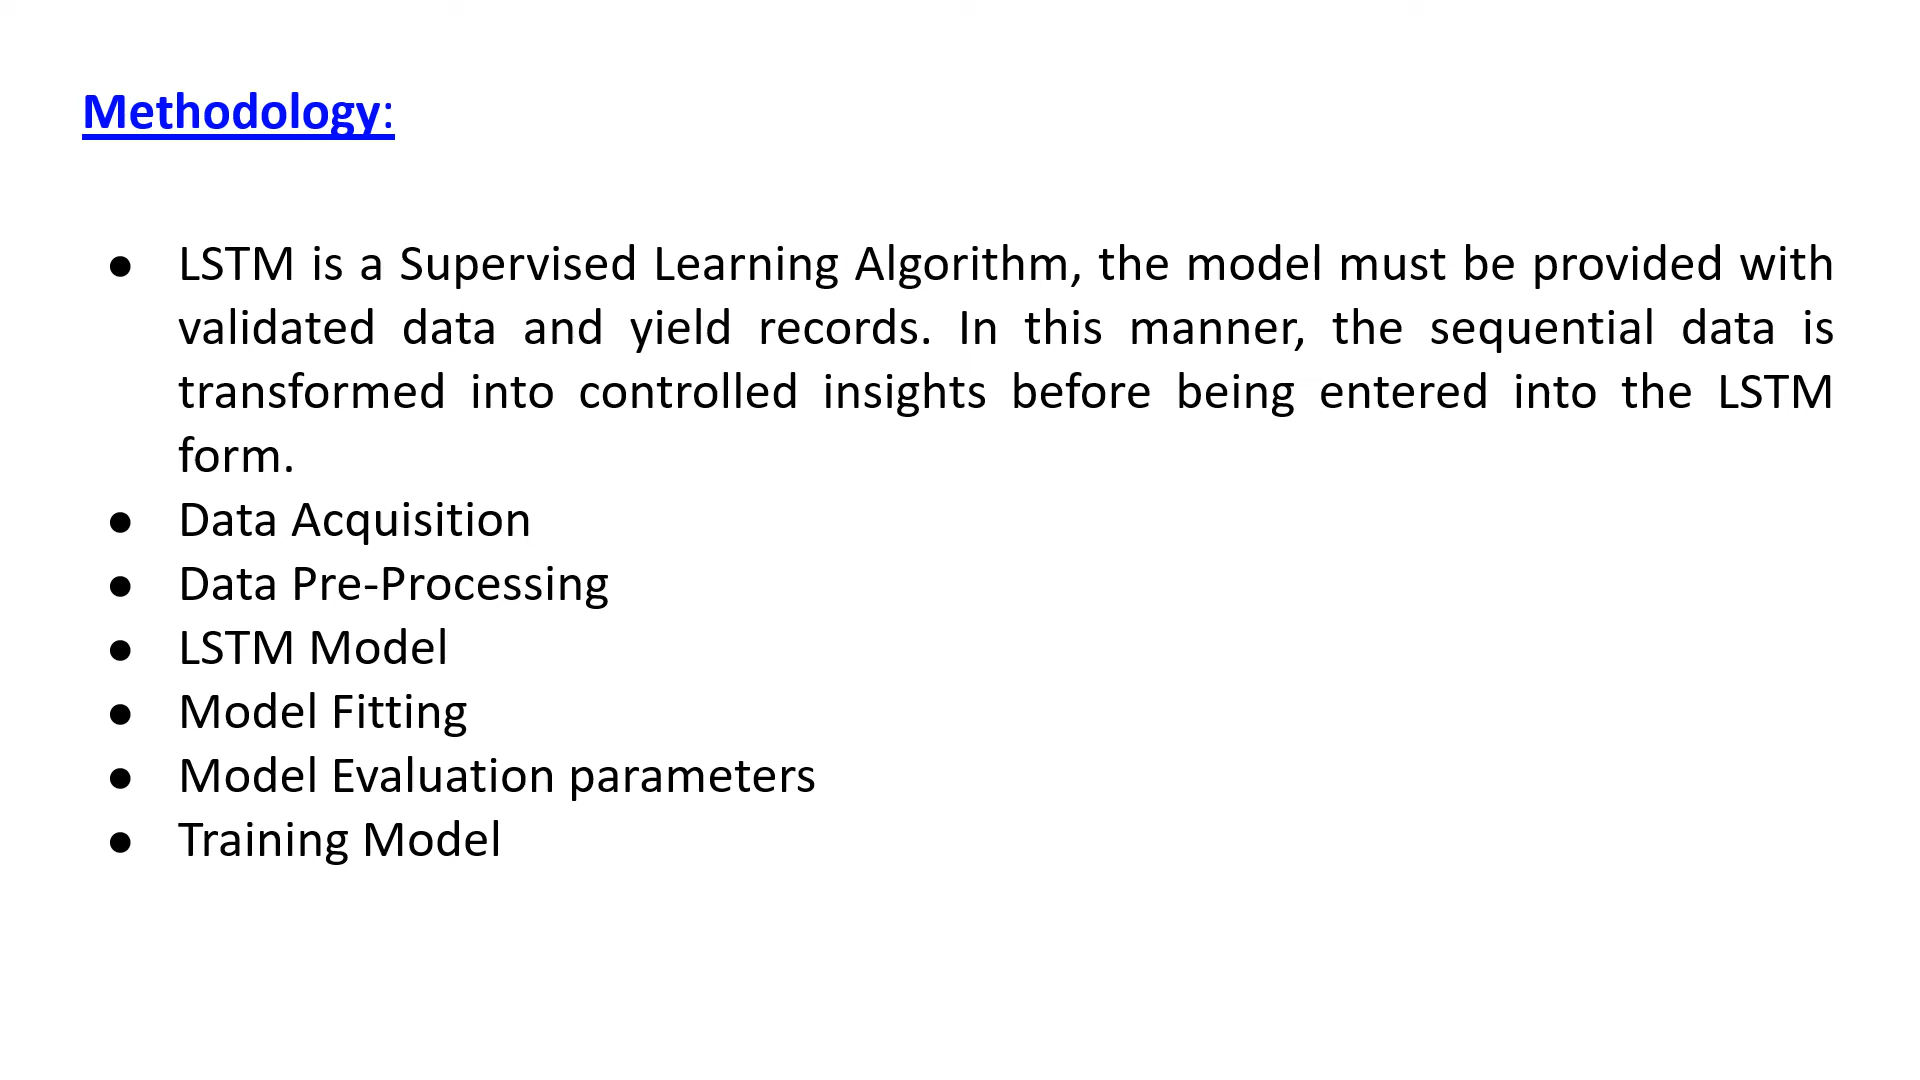 Methodology:
● LSTM is a Supervised Learning Algorithm, the model must be provided with
validated data and yield records. In this manner, the sequential data is
transformed into controlled insights before being entered into the LSTM
form.
● Data Acquisition
● Data Pre-Processing
● LSTM Model
● Model Fitting
● Model Evaluation parameters
● Training Model